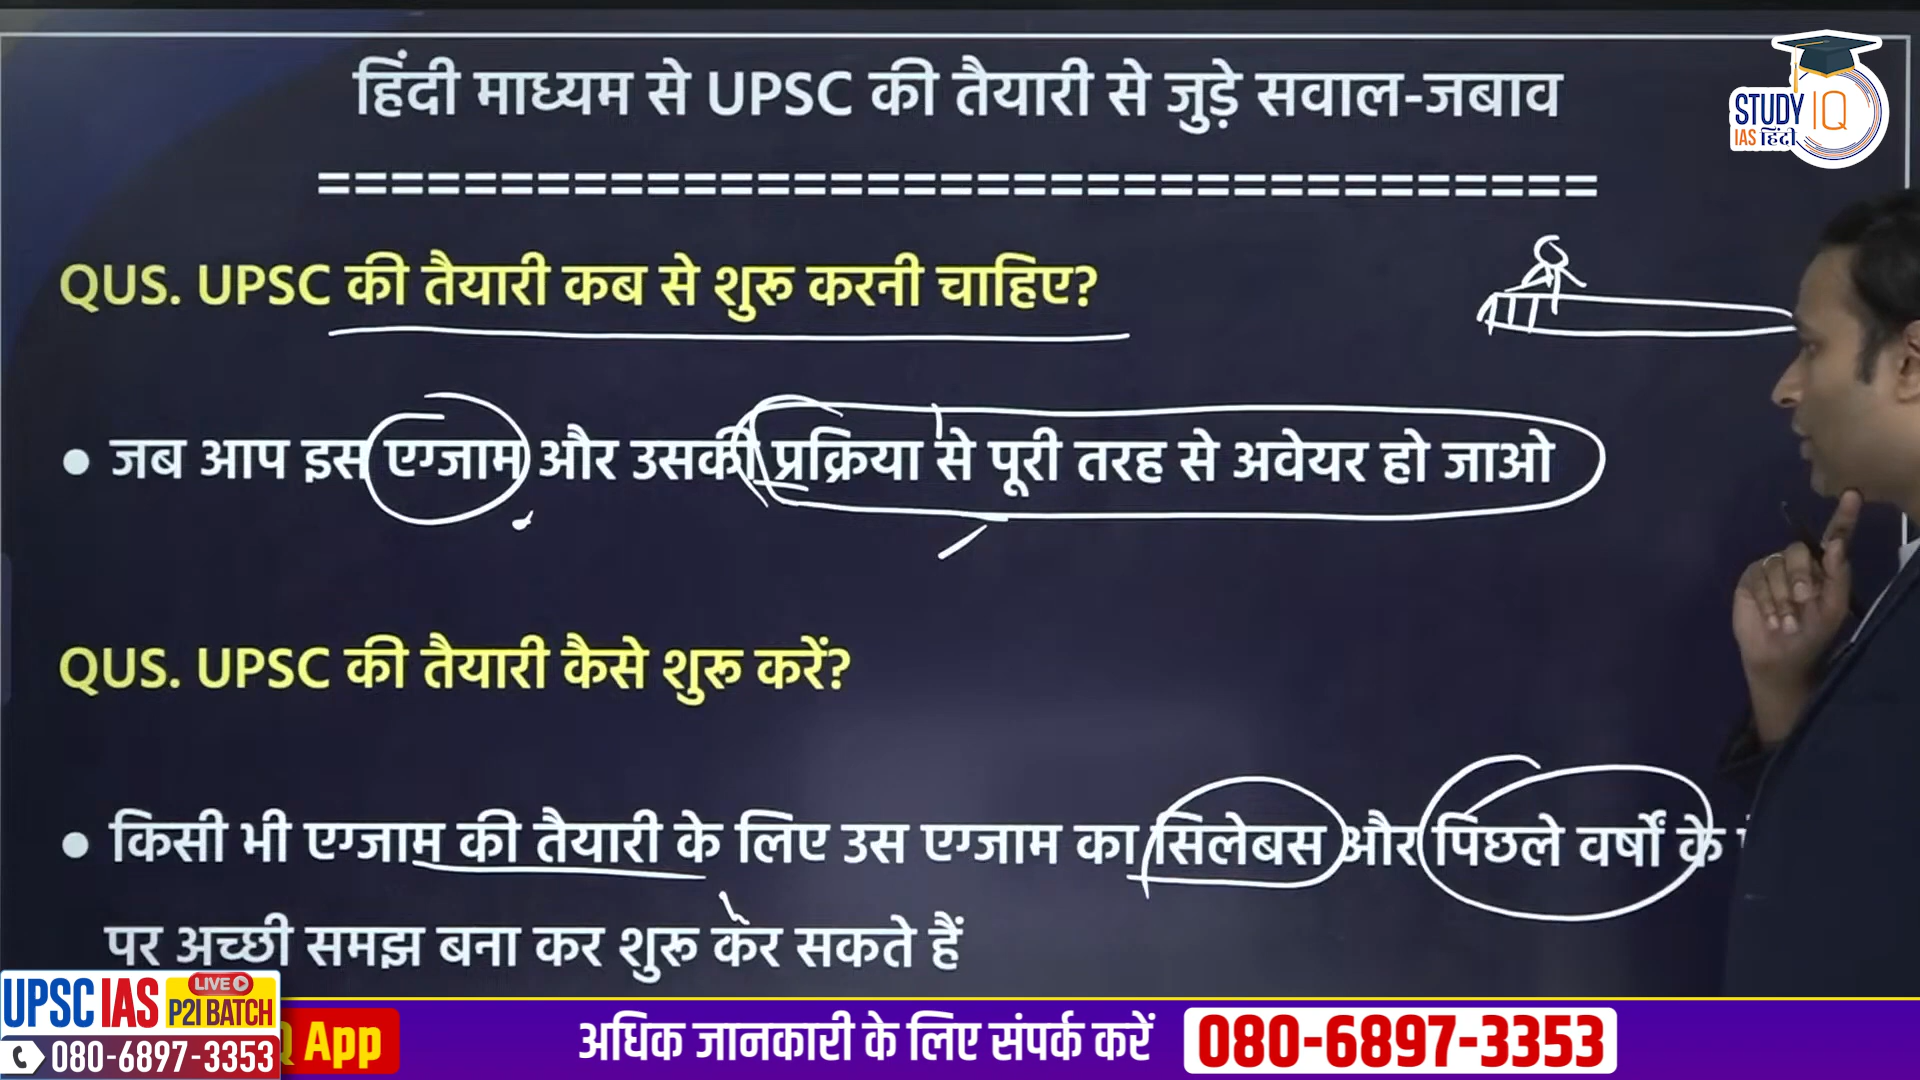 हिंदी माध्यम से UPSC की तैयारी से जुड़े सवाल-जबाव
=====================================
STUDY IQ
IAS हिंदी
QUS. UPSC की तैयारी कब से शुरू करनी चाहिए?
• जब आप इस एग्जाम और उसकी प्रक्रिया से पूरी तरह से अवेयर हो जाओ
QUS. UPSC की तैयारी कैसे शुरू करें?
• किसी भी एग्जाम की तैयारी के लिए उस एग्जाम का सिलेबस और पिछले वर्षों के
पर अच्छी समझ बना कर शुरू कर सकते हैं
UPSC IAS LIVE P2I BATCH
080-6897-3353
App
अधिक जानकारी के लिए संपर्क करें 080-6897-3353